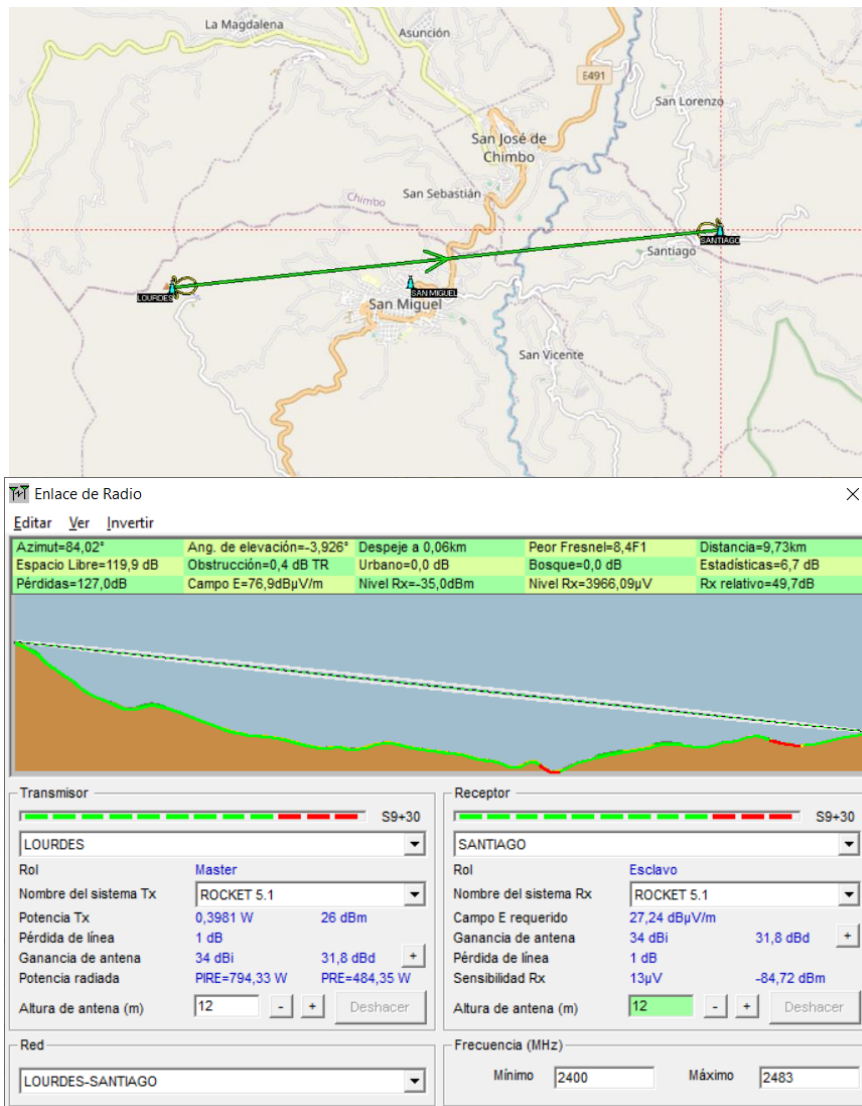 La Magdalena
Asunción
E491
San Lorenzo
San José de
Chimbo
San Sebastián
Chimbo
Santiago
SANTIAGO
LOURDES
SAN MIGUEL
San Miguel
San Vicente
Enlace de Radio
Editar Ver Invertir
Azimut=84,02° Ang. de elevación=-3,926° Despeje a 0,06km Peor Fresnel=8,4F1 Distancia=9,73km
Espacio Libre=119,9 dB Obstrucción=0,4 dB TR Urbano=0,0 dB Bosque=0,0 dB Estadísticas=6,7 dB
Pérdidas=127,0dB Campo E=76,9dBμV/m Nivel Rx=-35,0dBm Nivel Rx=3966,09μV Rx relativo=49,7dB
Transmisor
S9+30
LOURDES
Rol Master
Nombre del sistema Tx ROCKET 5.1
Potencia Tx 0,3981 W 26 dBm
Pérdida de línea 1 dB
Ganancia de antena 34 dBi 31,8 dBd +
Potencia radiada PIRE=794,33 W PRE=484,35 W
Altura de antena (m) 12 - + Deshacer
Receptor
S9+30
SANTIAGO
Rol Esclavo
Nombre del sistema Rx ROCKET 5.1
Campo E requerido 27,24 dBμV/m
Ganancia de antena 34 dBi 31,8 dBd +
Pérdida de línea 1 dB
Sensibilidad Rx 13μV -84,72 dBm
Altura de antena (m) 12 - + Deshacer
Red
LOURDES-SANTIAGO
Frecuencia (MHz)
Mínimo 2400 Máximo 2483